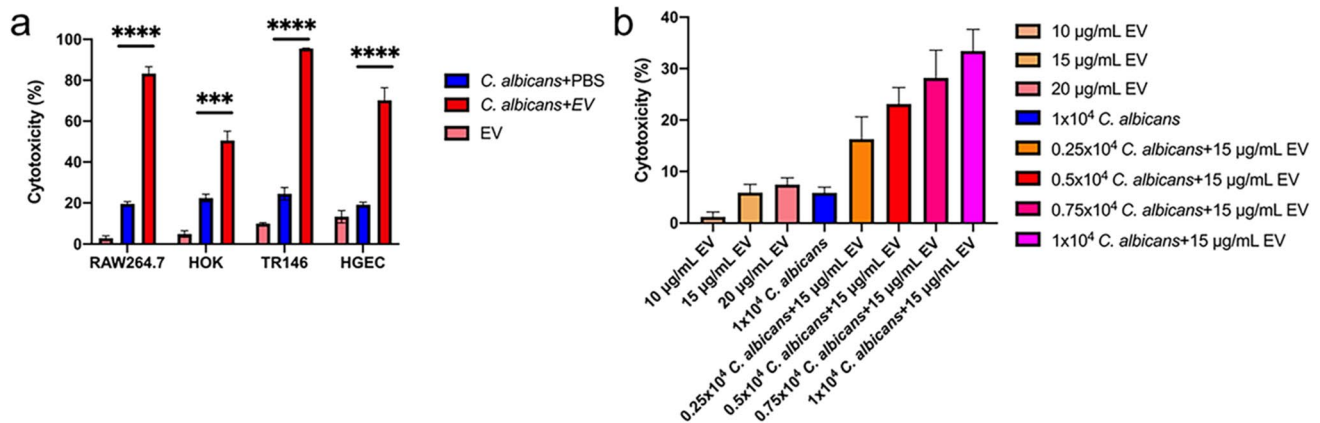 a
Cytotoxicity (%)
100
80
60
40
20
0
****
***
****
****
RAW264.7
HOK
TR146
HGEC
C. albicans+PBS
C. albicans+EV
EV
b
Cytotoxicity (%)
40
30
20
10
0
10 µg/mL EV
15 µg/mL EV
20 µg/mL EV
1x10⁴ C. albicans
0.25x10⁴ C. albicans+15 µg/mL EV
0.5x10⁴ C. albicans+15 µg/mL EV
0.75x10⁴ C. albicans+15 µg/mL EV
1x10⁴ C. albicans+15 µg/mL EV
10 µg/mL EV
15 µg/mL EV
20 µg/mL EV
1x10⁴ C. albicans
0.25x10⁴ C. albicans+15 µg/mL EV
0.5x10⁴ C. albicans+15 µg/mL EV
0.75x10⁴ C. albicans+15 µg/mL EV
1x10⁴ C. albicans+15 µg/mL EV